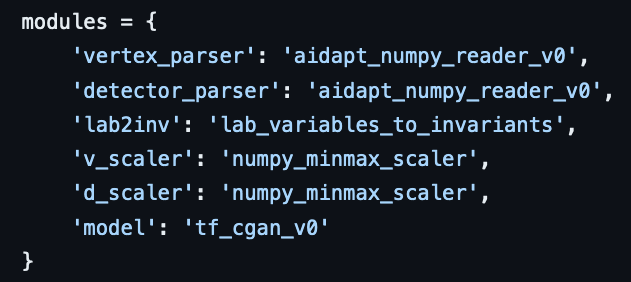 modules = {
    'vertex_parser': 'aidapt_numpy_reader_v0',
    'detector_parser': 'aidapt_numpy_reader_v0',
    'lab2inv': 'lab_variables_to_invariants',
    'v_scaler': 'numpy_minmax_scaler',
    'd_scaler': 'numpy_minmax_scaler',
    'model': 'tf_cgan_v0'
}